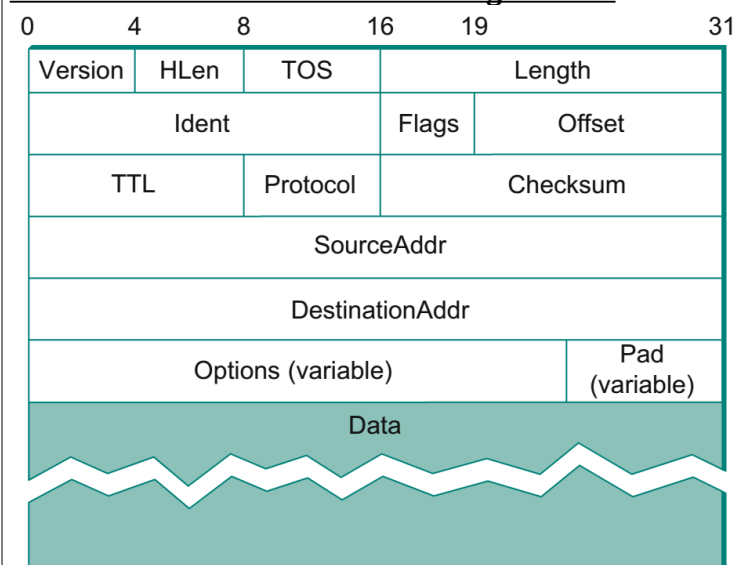 0 4 8 16 19 31
Version HLen TOS Length
Ident Flags Offset
TTL Protocol Checksum
SourceAddr
DestinationAddr
Options (variable) Pad
(variable)
Data